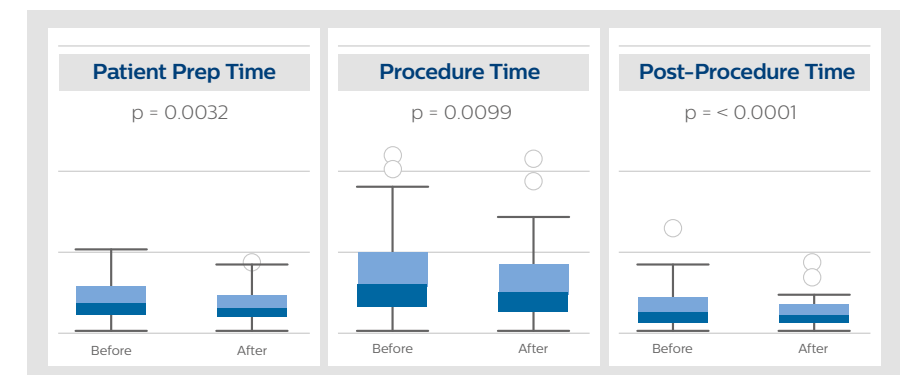 Patient Prep Time
p = 0.0032
Before After
Procedure Time
p = 0.0099
Before After
Post-Procedure Time
p = < 0.0001
Before After